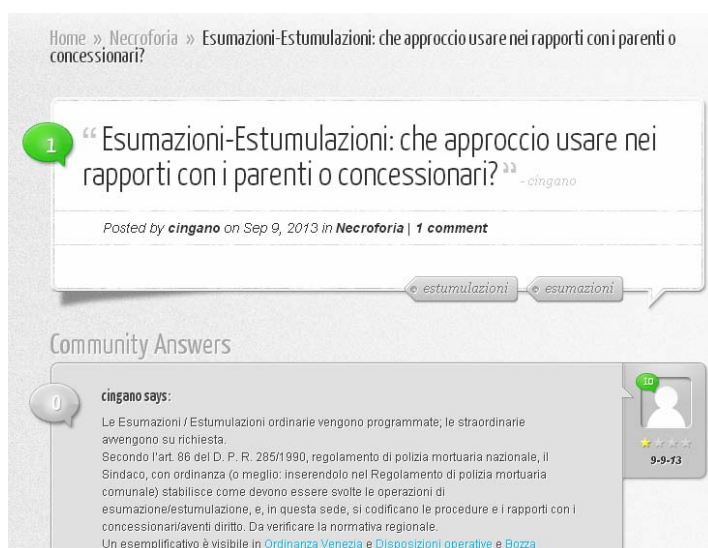 Home » Necroforia » Esumazioni-Estumulazioni: che approccio usare nei rapporti con i parenti o
concessionari?
1
“ Esumazioni-Estumulazioni: che approccio usare nei
rapporti con i parenti o concessionari? ” - cingano
Posted by cingano on Sep 9, 2013 in Necroforia | 1 comment
estumulazioni
esumazioni
Community Answers
0
cingano says:
10
Le Esumazioni / Estumulazioni ordinarie vengono programmate; le straordinarie
avvengono su richiesta.
Secondo l'art. 86 del D. P. R. 285/1990, regolamento di polizia mortuaria nazionale, il
Sindaco, con ordinanza (o meglio: inserendolo nel Regolamento di polizia mortuaria
comunale) stabilisce come devono essere svolte le operazioni di
esumazione/estumulazione, e, in questa sede, si codificano le procedure e i rapporti con i
concessionari/aventi diritto. Da verificare la normativa regionale.
Un esemplificativo è visibile in Ordinanza Venezia e Disposizioni operative e Bozza
9-9-13